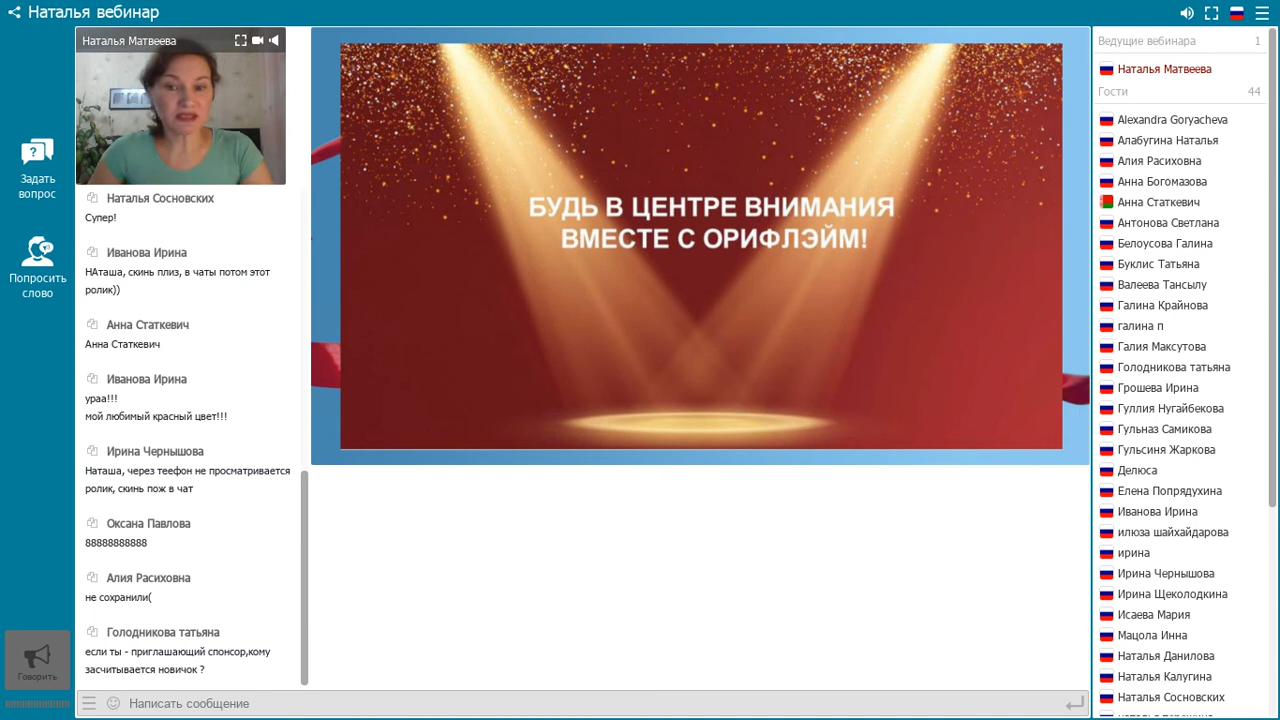 Наталья вебинар
Задать
вопрос
Попросить
слово
Говорить
Наталья Матвеева
Наталья Сосновских
Супер!
Иванова Ирина
НАташа, скинь плиз, в чаты потом этот
ролик))
Анна Статкевич
Анна Статкевич
Иванова Ирина
ураа!!!
мой любимый красный цвет!!!
Ирина Чернышова
Наташа, через теефон не просматривается
ролик, скинь пож в чат
Оксана Павлова
88888888888
Алия Расиховна
не сохранили(
Голодникова татьяна
если ты - приглашающий спонсор,кому
засчитывается новичок ?
Написать сообщение
БУДЬ В ЦЕНТРЕ ВНИМАНИЯ
ВМЕСТЕ С ОРИФЛЭЙМ!
Ведущие вебинара 1
Наталья Матвеева
Гости 44
Alexandra Goryacheva
Алабугина Наталья
Алия Расиховна
Анна Богомазова
Анна Статкевич
Антонова Светлана
Белоусова Галина
Буклис Татьяна
Валеева Тансылу
Галина Крайнова
галина п
Галия Максутова
Голодникова татьяна
Грошева Ирина
Гуллия Нугайбекова
Гульназ Самикова
Гульсиня Жаркова
Делюса
Елена Попрядухина
Иванова Ирина
илюза шайхайдарова
ирина
Ирина Чернышова
Ирина Щеколодкина
Исаева Мария
Мацола Инна
Наталья Данилова
Наталья Калугина
Наталья Сосновских